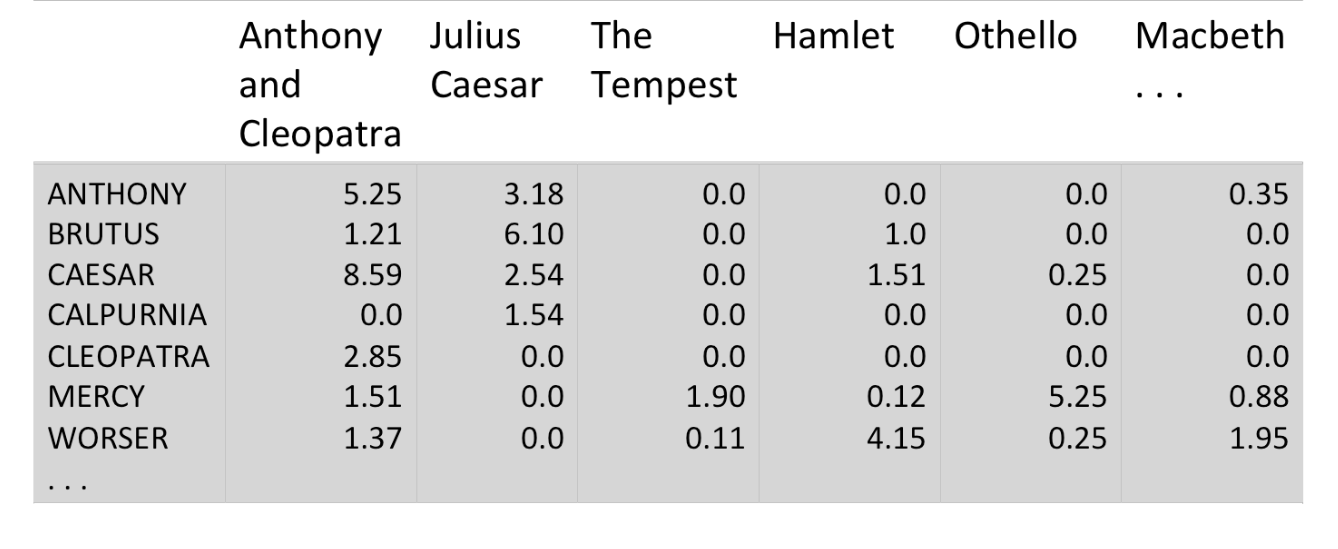 Anthony and Cleopatra Julius Caesar The Tempest Hamlet Othello Macbeth . . .
ANTHONY 5.25 3.18 0.0 0.0 0.0 0.35
BRUTUS 1.21 6.10 0.0 1.0 0.0 0.0
CAESAR 8.59 2.54 0.0 1.51 0.25 0.0
CALPURNIA 0.0 1.54 0.0 0.0 0.0 0.0
CLEOPATRA 2.85 0.0 0.0 0.0 0.0 0.0
MERCY 1.51 0.0 1.90 0.12 5.25 0.88
WORSER 1.37 0.0 0.11 4.15 0.25 1.95
. . .